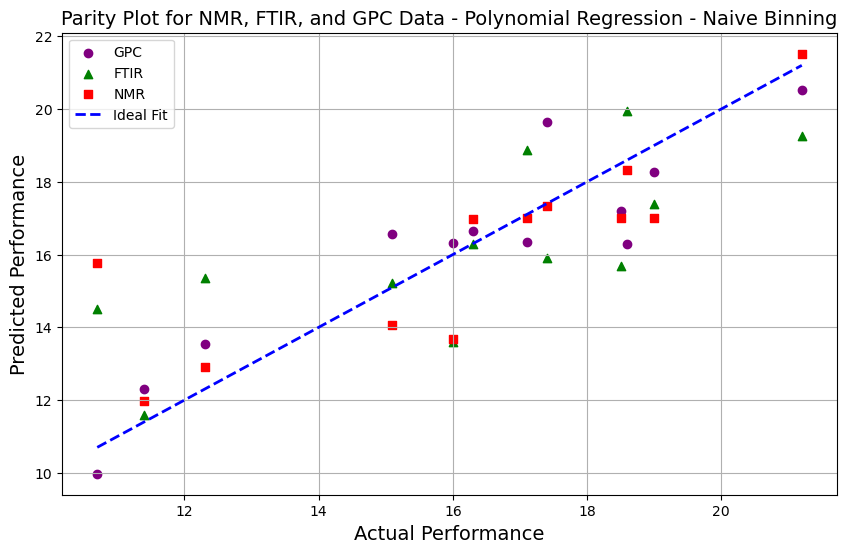 Parity Plot for NMR, FTIR, and GPC Data - Polynomial Regression - Naive Binning
22
20
18
16
14
12
10
Predicted Performance
GPC
FTIR
NMR
Ideal Fit
12
14
16
18
20
Actual Performance